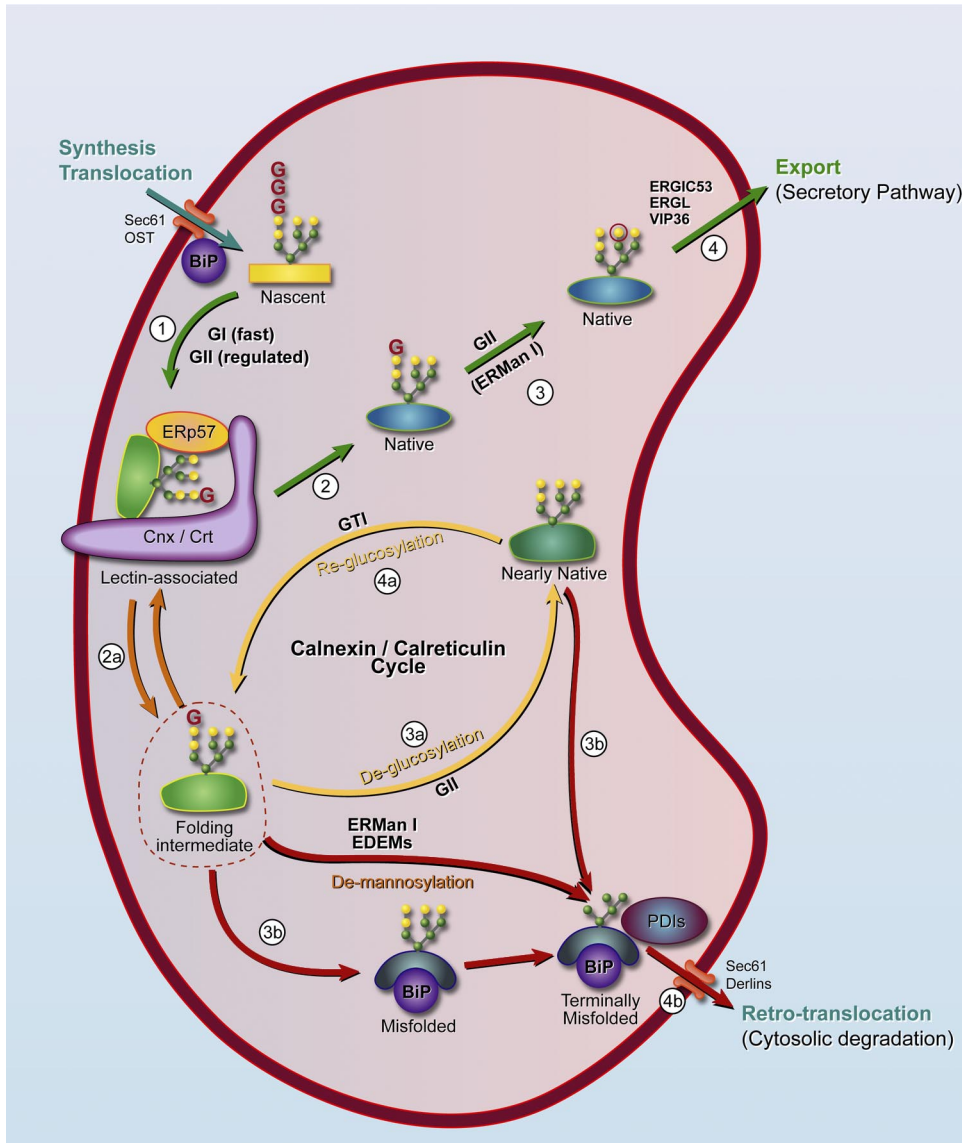 Synthesis
Translocation
Sec61
OST
BiP
G
G
G
Nascent
1
GI (fast)
GII (regulated)
ERGIC53
ERGL
VIP36
4
Export
(Secretory Pathway)
Native
GII
(ERMan I)
3
G
Native
2
ERp57
G
Cnx / Crt
Lectin-associated
GTI
Re-glucosylation
4a
Nearly Native
2a
Calnexin / Calreticulin
Cycle
3a
De-glucosylation
GII
3b
G
Folding
intermediate
ERMan I
EDEMs
De-mannosylation
3b
BiP
Misfolded
BiP
Terminally
Misfolded
PDIs
4b
Sec61
Derlins
Retro-translocation
(Cytosolic degradation)